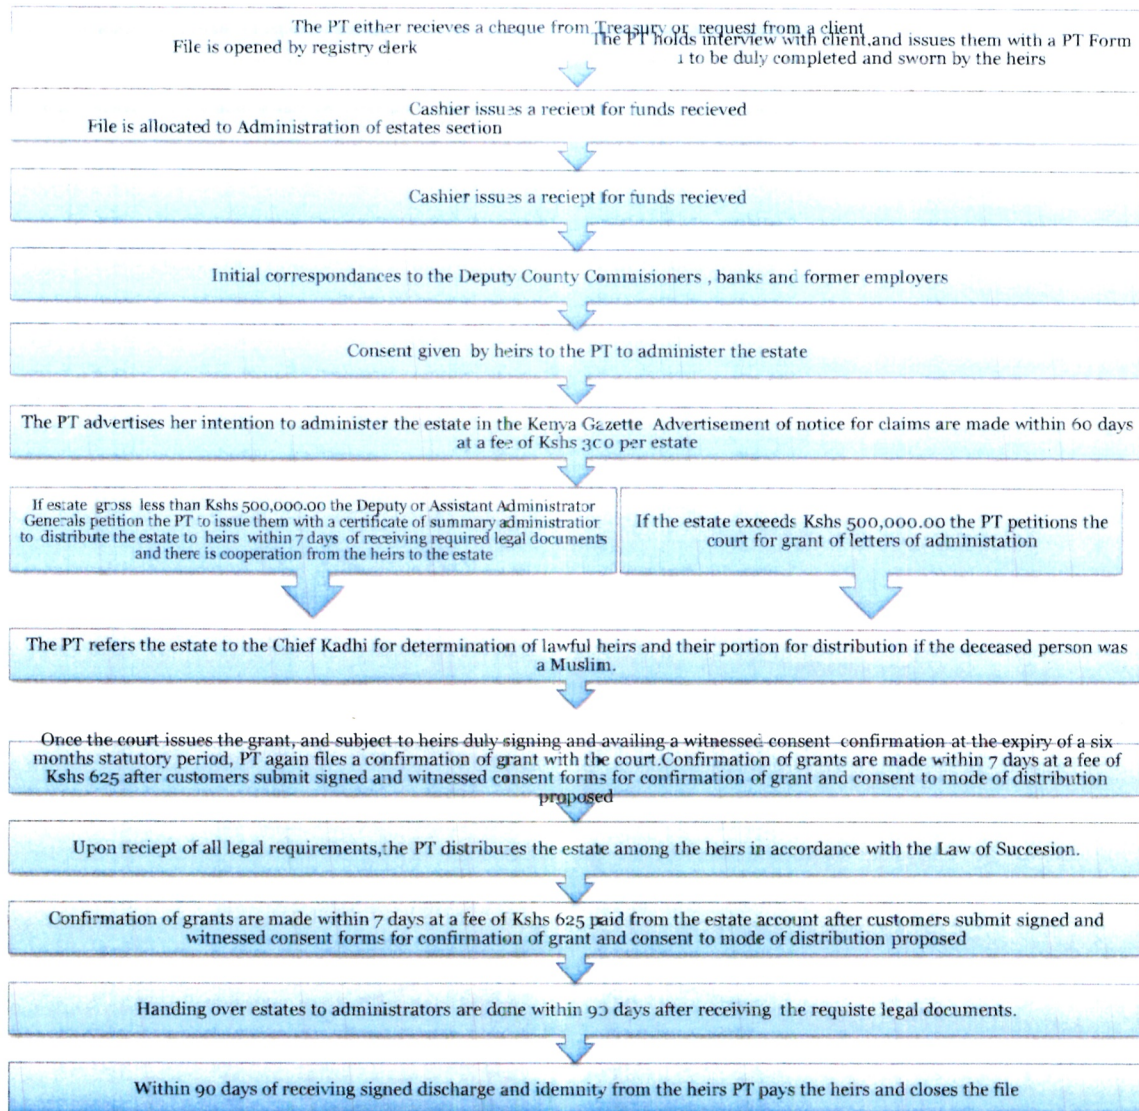 The PT either recieves a cheque from Treasury or request from a client
File is opened by registry clerk
The PT holds interview with client,and issues them with a PT Form
1 to be duly completed and sworn by the heirs
Cashier issues a reciept for funds recieved
File is allocated to Administration of estates section
Cashier issues a reciept for funds recieved
Initial correspondances to the Deputy County Commisioners , banks and former employers
Consent given by heirs to the PT to administer the estate
The PT advertises her intention to administer the estate in the Kenya Gazette Advertisement of notice for claims are made within 60 days
at a fee of Kshs 300 per estate
If estate gross less than Kshs 500,000.00 the Deputy or Assistant Administrator
Generals petition the PT to issue them with a certificate of summary administration
to distribute the estate to heirs within 7 days of receiving required legal documents
and there is cooperation from the heirs to the estate
If the estate exceeds Kshs 500,000.00 the PT petitions the
court for grant of letters of administation
The PT refers the estate to the Chief Kadhi for determination of lawful heirs and their portion for distribution if the deceased person was
a Muslim.
Once the court issues the grant, and subject to heirs duly signing and availing a witnessed consent confirmation at the expiry of a six
months statutory period, PT again files a confirmation of grant with the court.Confirmation of grants are made within 7 days at a fee of
Kshs 625 after customers submit signed and witnessed consent forms for confirmation of grant and consent to mode of distribution
proposed
Upon reciept of all legal requirements,the PT distributes the estate among the heirs in accordance with the Law of Succesion.
Confirmation of grants are made within 7 days at a fee of Kshs 625 paid from the estate account after customers submit signed and
witnessed consent forms for confirmation of grant and consent to mode of distribution proposed
Handing over estates to administrators are done within 90 days after receiving the requiste legal documents.
Within 90 days of receiving signed discharge and idemnity from the heirs PT pays the heirs and closes the file